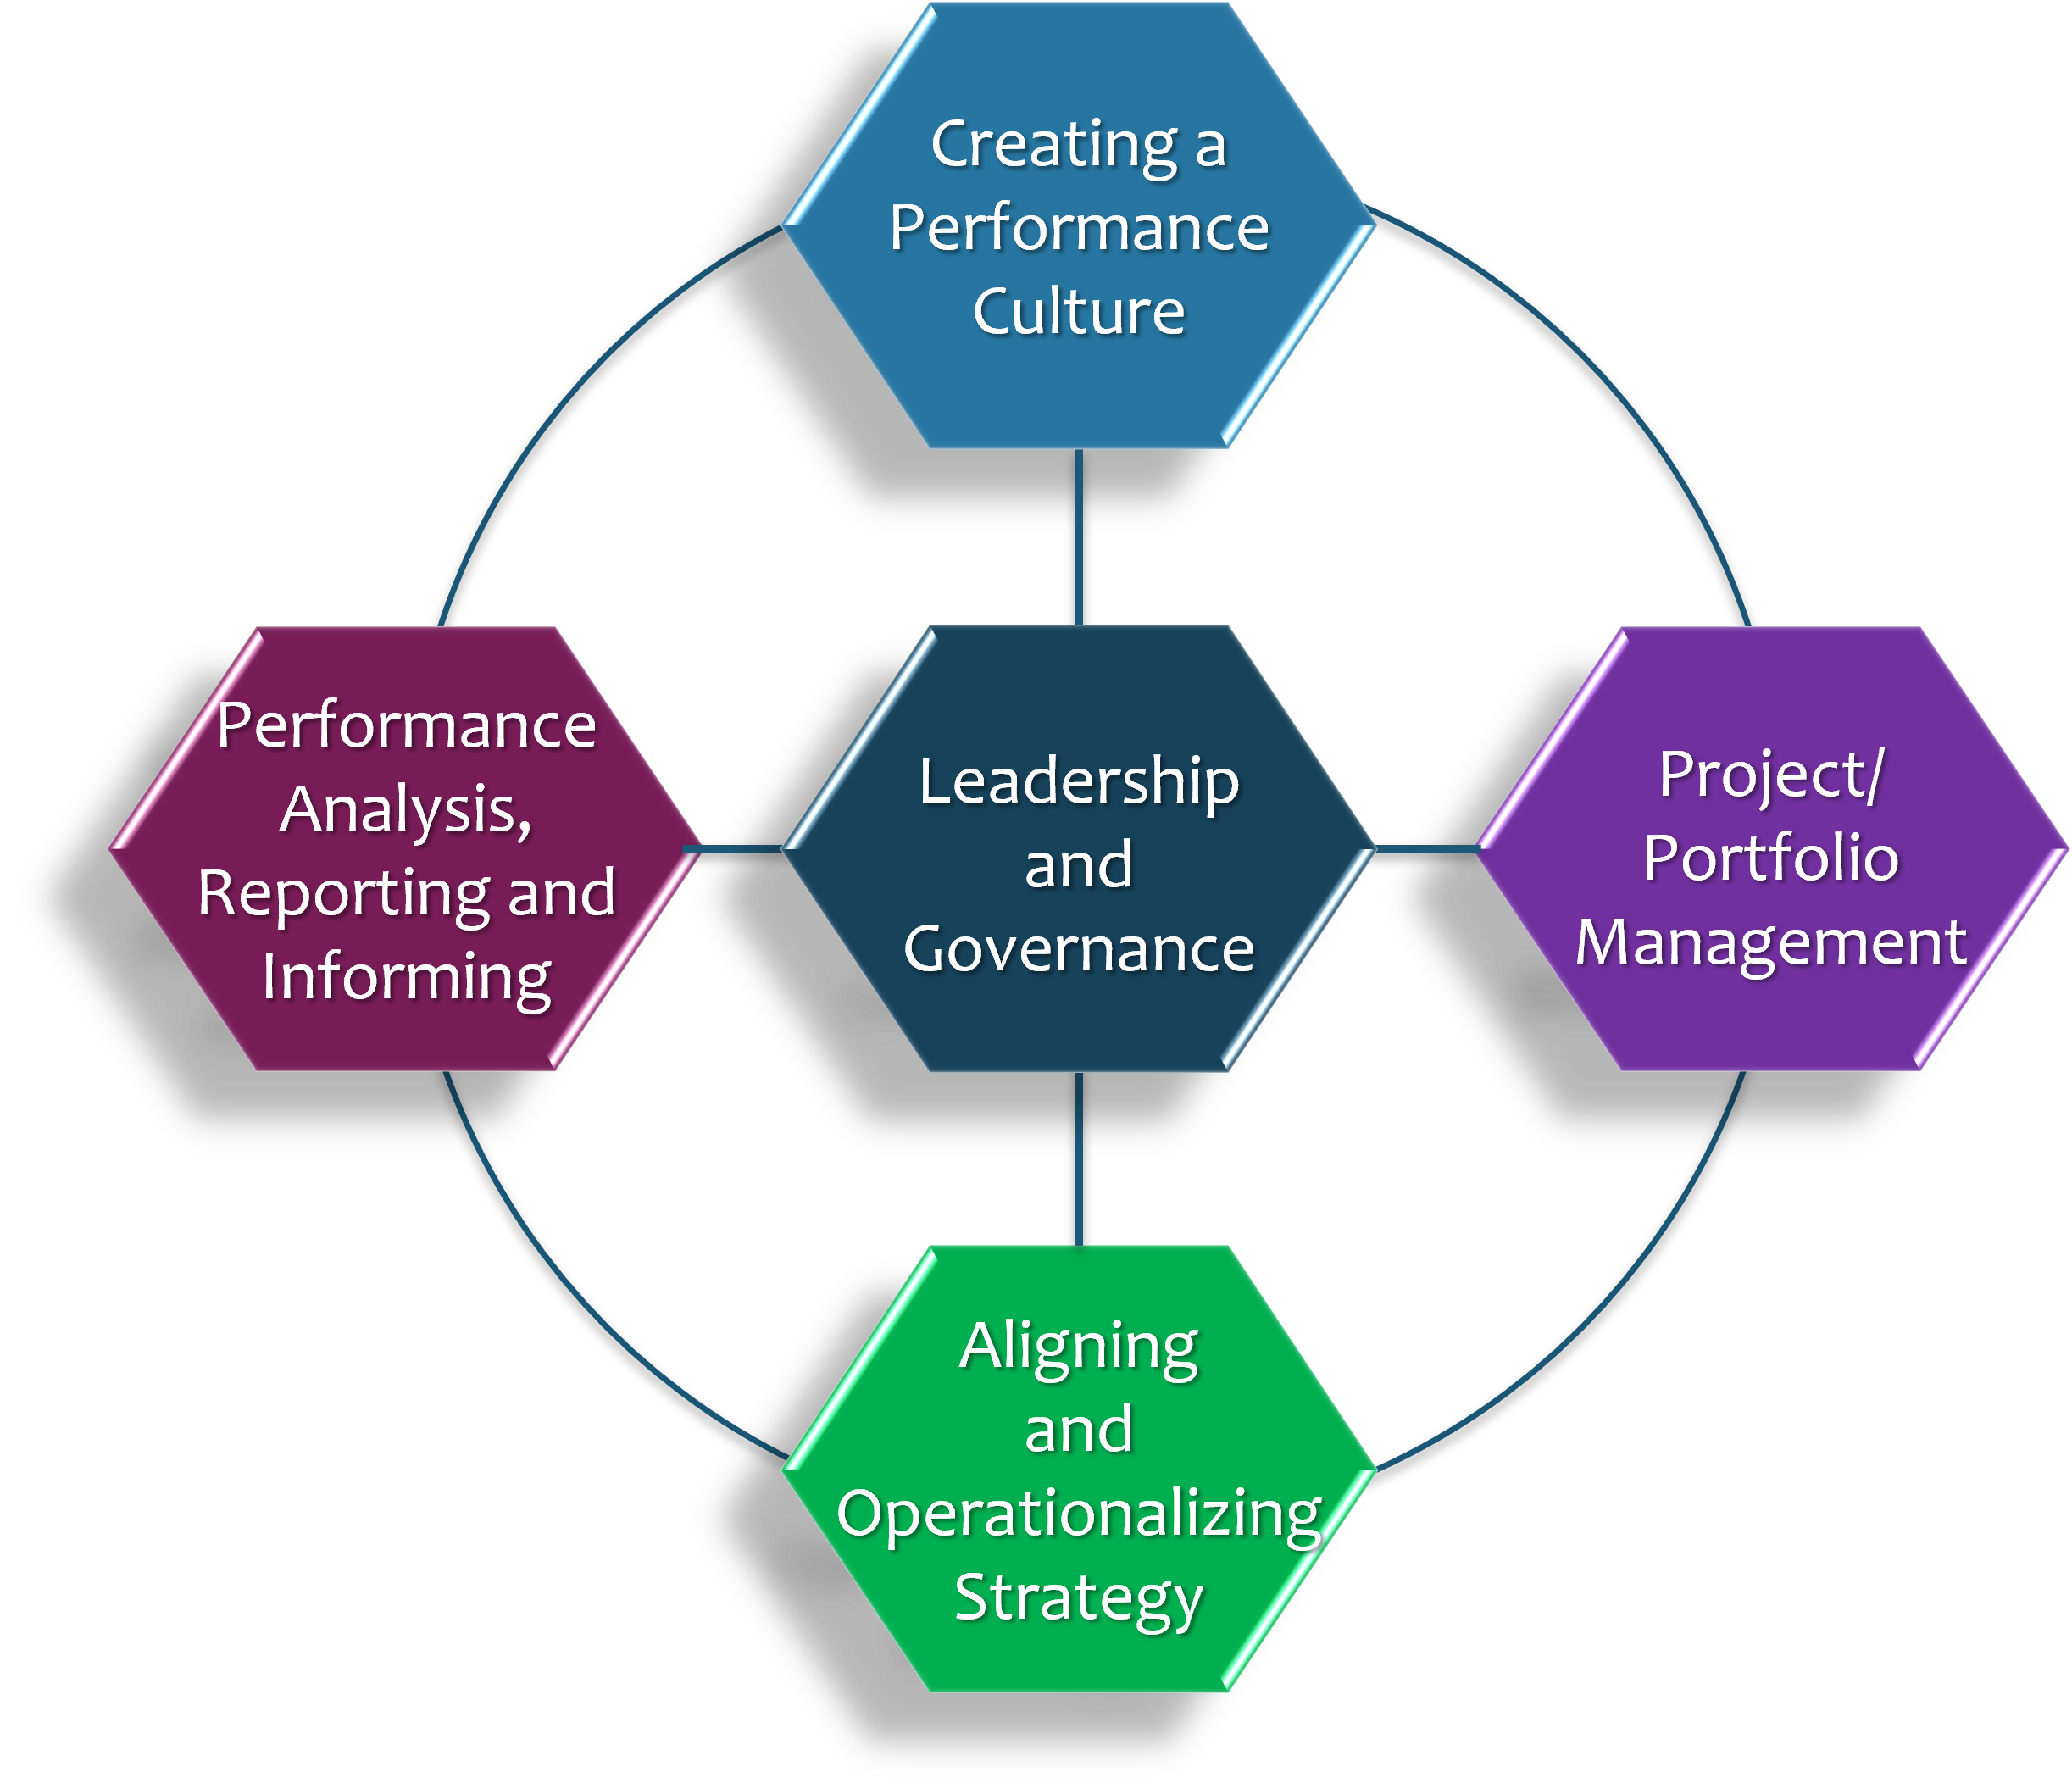 Creating a
Performance
Culture
Performance
Analysis,
Reporting and
Informing
Leadership
and
Governance
Project/
Portfolio
Management
Aligning
and
Operationalizing
Strategy